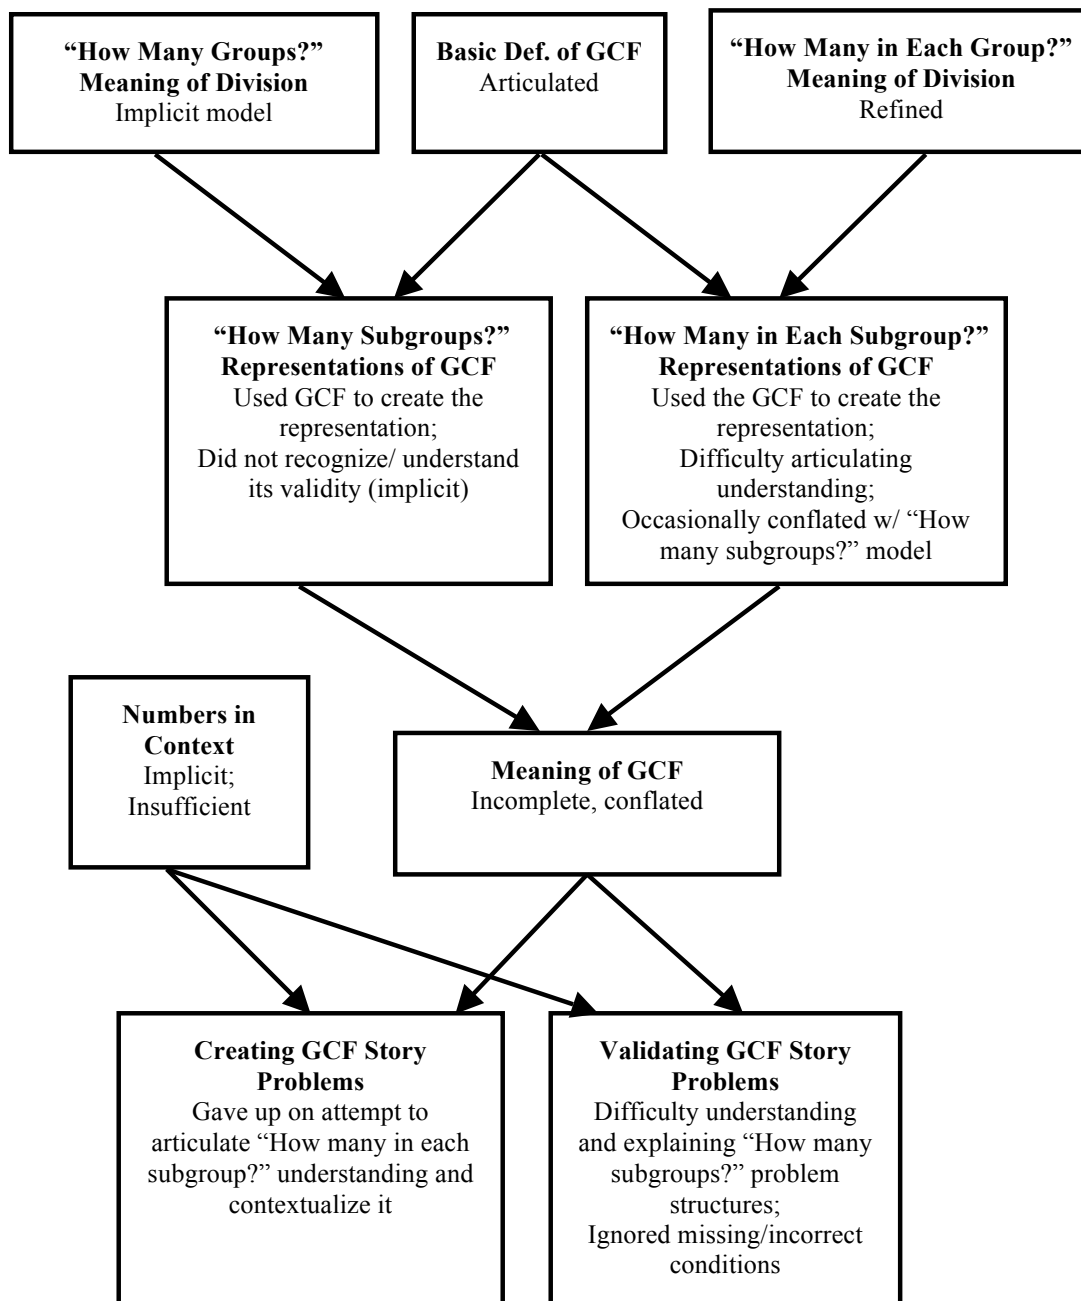 “How Many Groups?”
Meaning of Division
Implicit model
Basic Def. of GCF
Articulated
“How Many in Each Group?”
Meaning of Division
Refined
“How Many Subgroups?”
Representations of GCF
Used GCF to create the
representation;
Did not recognize/ understand
its validity (implicit)
“How Many in Each Subgroup?”
Representations of GCF
Used the GCF to create the
representation;
Difficulty articulating
understanding;
Occasionally conflated w/ “How
many subgroups?” model
Numbers in
Context
Implicit;
Insufficient
Meaning of GCF
Incomplete, conflated
Creating GCF Story
Problems
Gave up on attempt to
articulate “How many in each
subgroup?” understanding and
contextualize it
Validating GCF Story
Problems
Difficulty understanding
and explaining “How many
subgroups?” problem
structures;
Ignored missing/incorrect
conditions